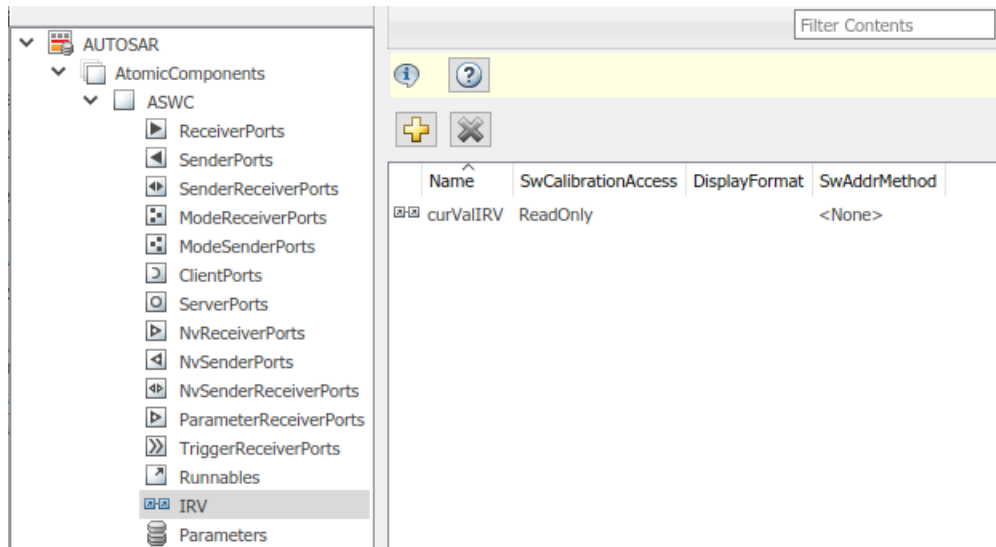 Filter Contents
AUTOSAR
AtomicComponents
ASWC
ReceiverPorts
SenderPorts
SenderReceiverPorts
ModeReceiverPorts
ModeSenderPorts
ClientPorts
ServerPorts
NvReceiverPorts
NvSenderPorts
NvSenderReceiverPorts
ParameterReceiverPorts
TriggerReceiverPorts
Runnables
IRV
Parameters
Name SwCalibrationAccess DisplayFormat SwAddrMethod
curValIRV ReadOnly <None>